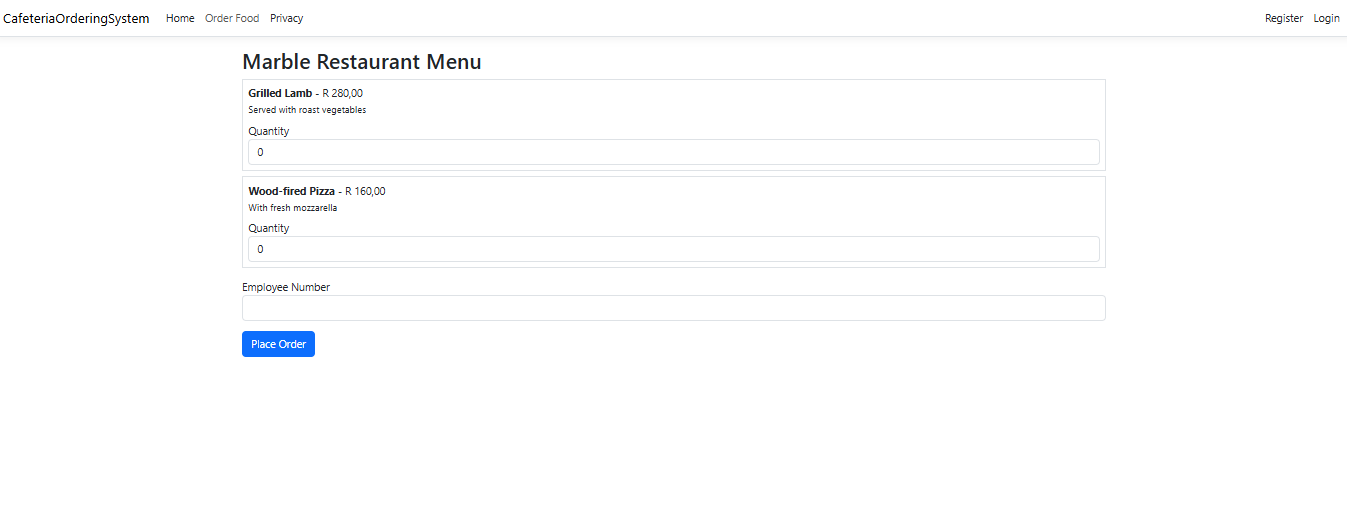 CafeteriaOrderingSystem Home Order Food Privacy Register Login
Marble Restaurant Menu
Grilled Lamb - R 280,00
Served with roast vegetables
Quantity
0
Wood-fired Pizza - R 160,00
With fresh mozzarella
Quantity
0
Employee Number
Place Order